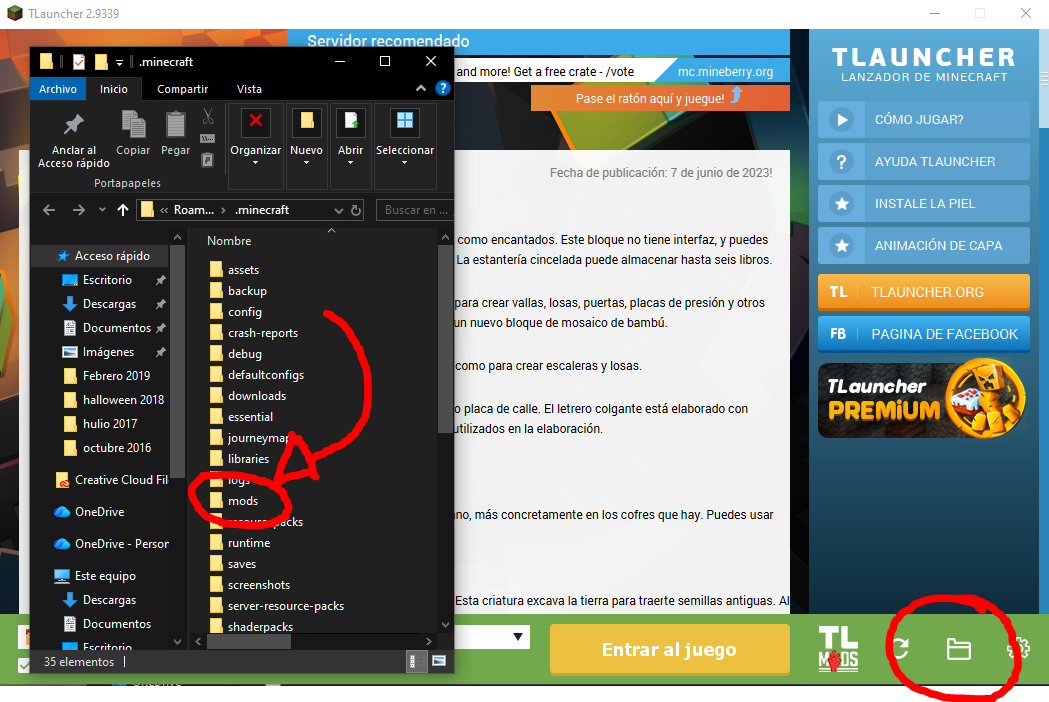 TLauncher 2.9339
Servidor recomendado
and more! Get a free crate - /vote
mc.mineberry.org
Pase el ratón aquí y juegue!
Fecha de publicación: 7 de junio de 2023!
como encantados. Este bloque no tiene interfaz, y puedes
La estantería cincelada puede almacenar hasta seis libros.
para crear vallas, losas, puertas, placas de presión y otros
un nuevo bloque de mosaico de bambú.
como para crear escaleras y losas.
o placa de calle. El letrero colgante está elaborado con
utilizados en la elaboración.
no, más concretamente en los cofres que hay. Puedes usar
Esta criatura excava la tierra para traerte semillas antiguas. Al
.minecraft
Archivo
Inicio
Compartir
Vista
Anclar al
Acceso rápido
Copiar
Pegar
Organizar
Nuevo
Abrir
Seleccionar
Portapapeles
« Roam... › .minecraft
Buscar en ...
Acceso rápido
Escritorio
Descargas
Documentos
Imágenes
Febrero 2019
halloween 2018
hulio 2017
octubre 2016
Creative Cloud Fil
OneDrive
OneDrive - Person
Este equipo
Descargas
Documentos
Escritorio
Nombre
assets
backup
config
crash-reports
debug
defaultconfigs
downloads
essential
journeymap
libraries
logs
mods
resourcepacks
runtime
saves
screenshots
server-resource-packs
shaderpacks
35 elementos
TLAUNCHER
LANZADOR DE MINECRAFT
CÓMO JUGAR?
? AYUDA TLAUNCHER
INSTALE LA PIEL
ANIMACIÓN DE CAPA
TL TLAUNCHER.ORG
FB PAGINA DE FACEBOOK
TLauncher
PREMIUM
Entrar al juego
TL
MODS
OneDrive